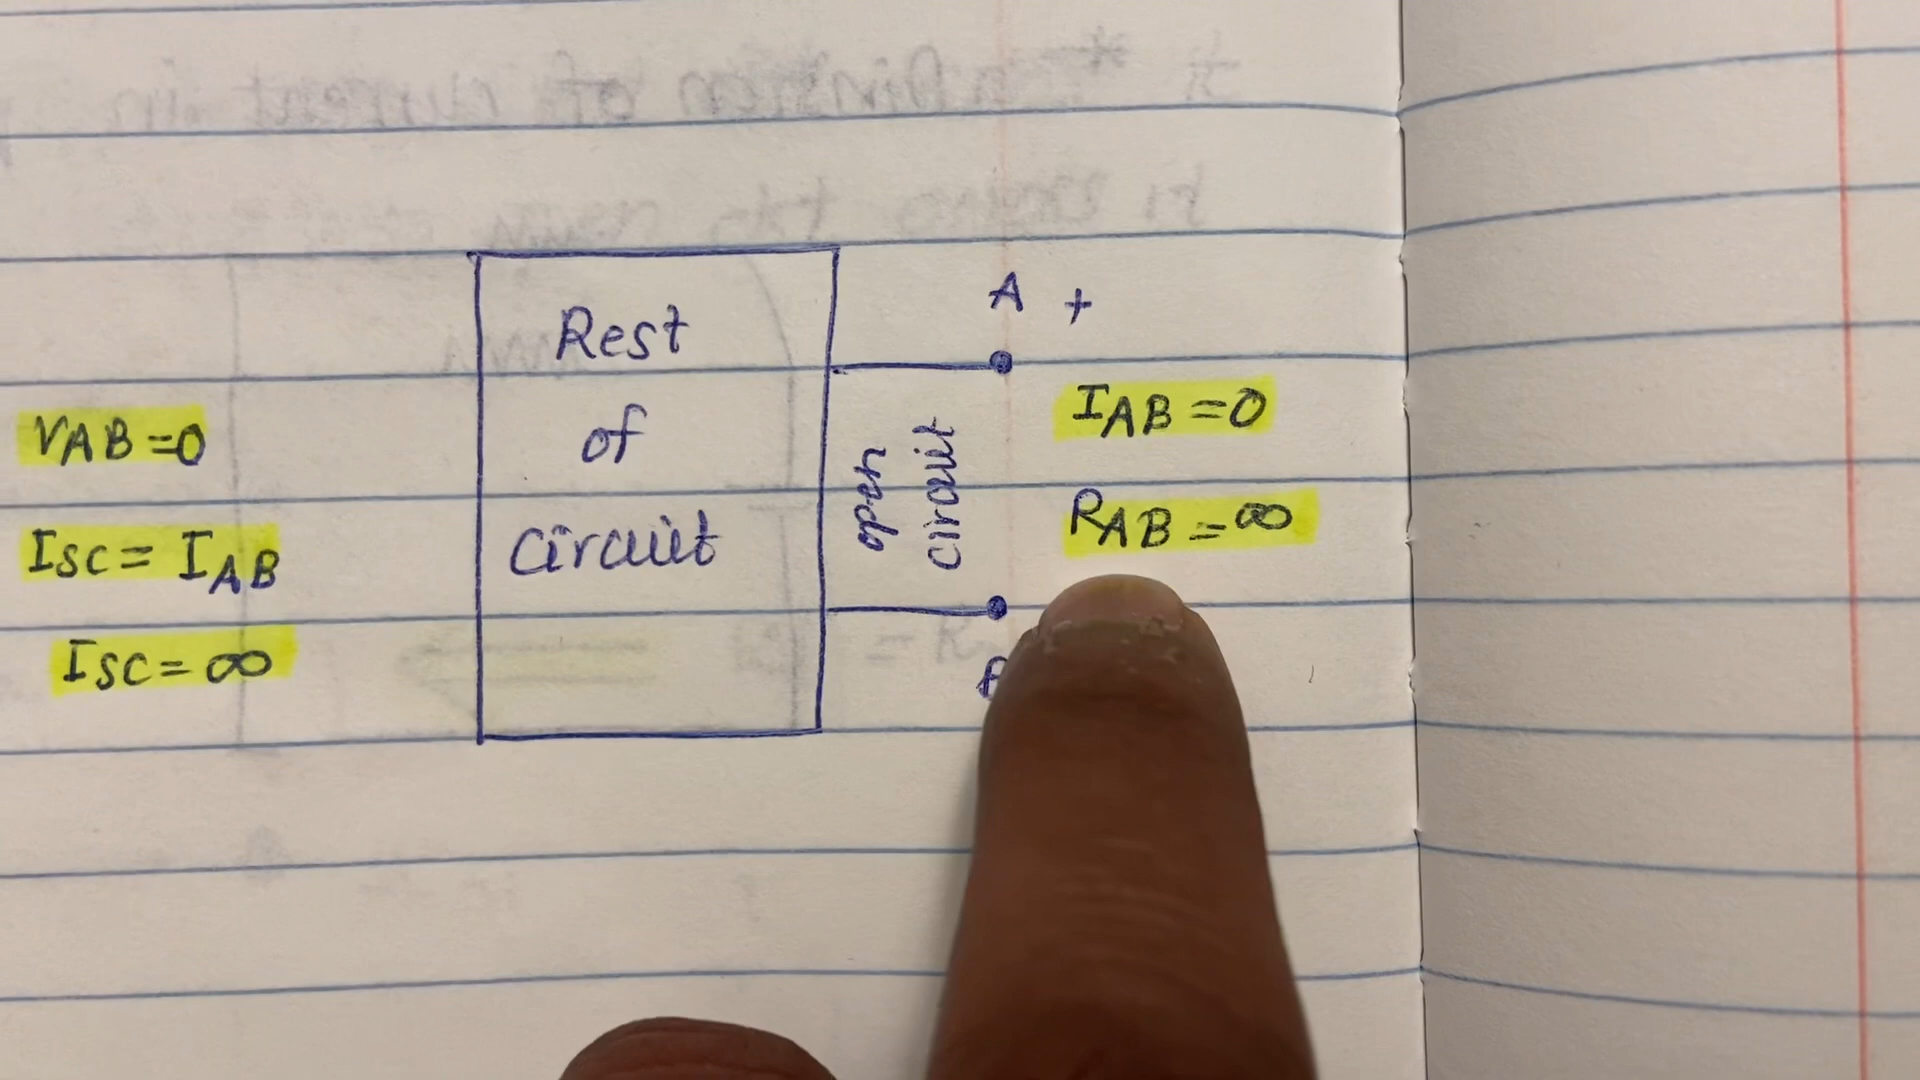 VAB=0
ISC= IAB
ISC= ∞
Rest
of
Circuit
open
circuit
A +
IAB=0
RAB=∞